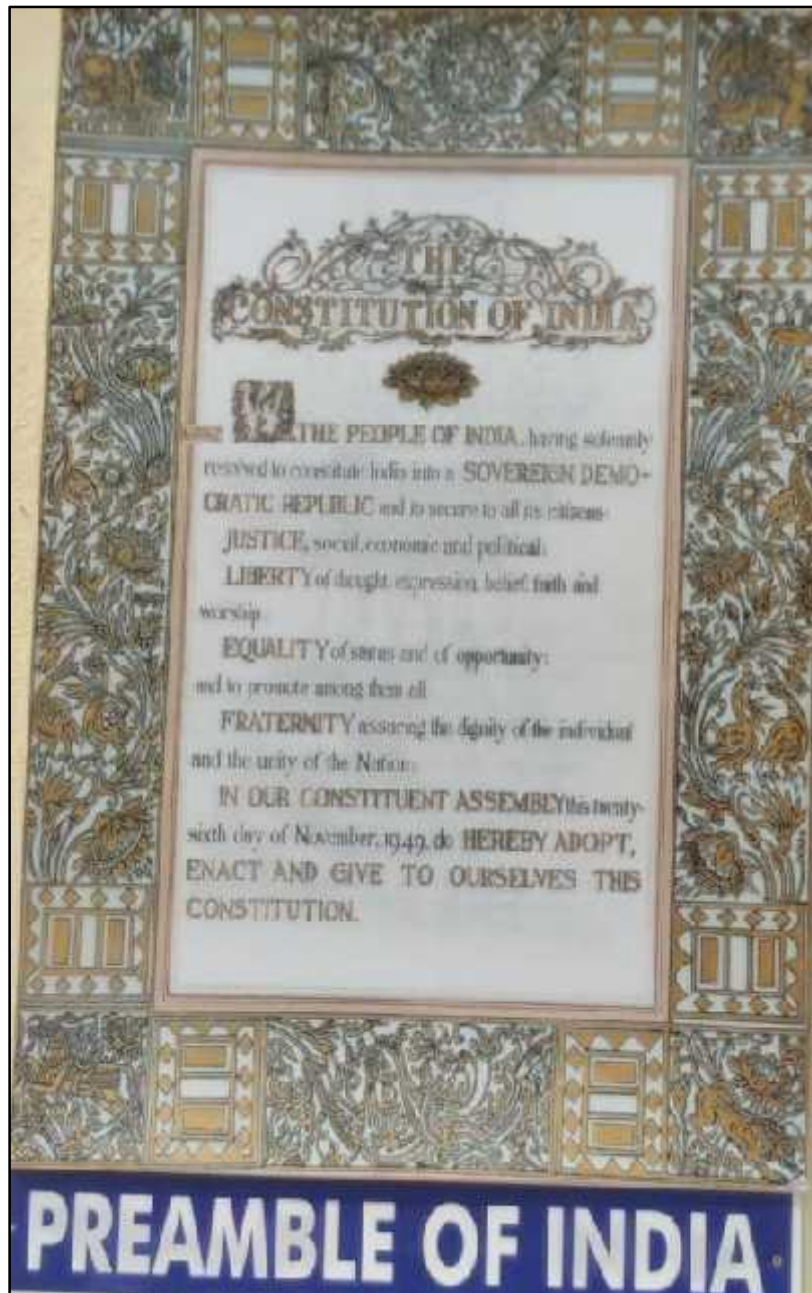 THE
CONSTITUTION OF INDIA
WE, THE PEOPLE OF INDIA, having solemnly
resolved to constitute India into a SOVEREIGN DEMO-
CRATIC REPUBLIC and to secure to all its citizens:
JUSTICE, social, economic and political;
LIBERTY of thought, expression, belief, faith and
worship;
EQUALITY of status and of opportunity;
and to promote among them all
FRATERNITY assuring the dignity of the individual
and the unity of the Nation;
IN OUR CONSTITUENT ASSEMBLY this twenty-
sixth day of November, 1949, do HEREBY ADOPT,
ENACT AND GIVE TO OURSELVES THIS
CONSTITUTION.
PREAMBLE OF INDIA